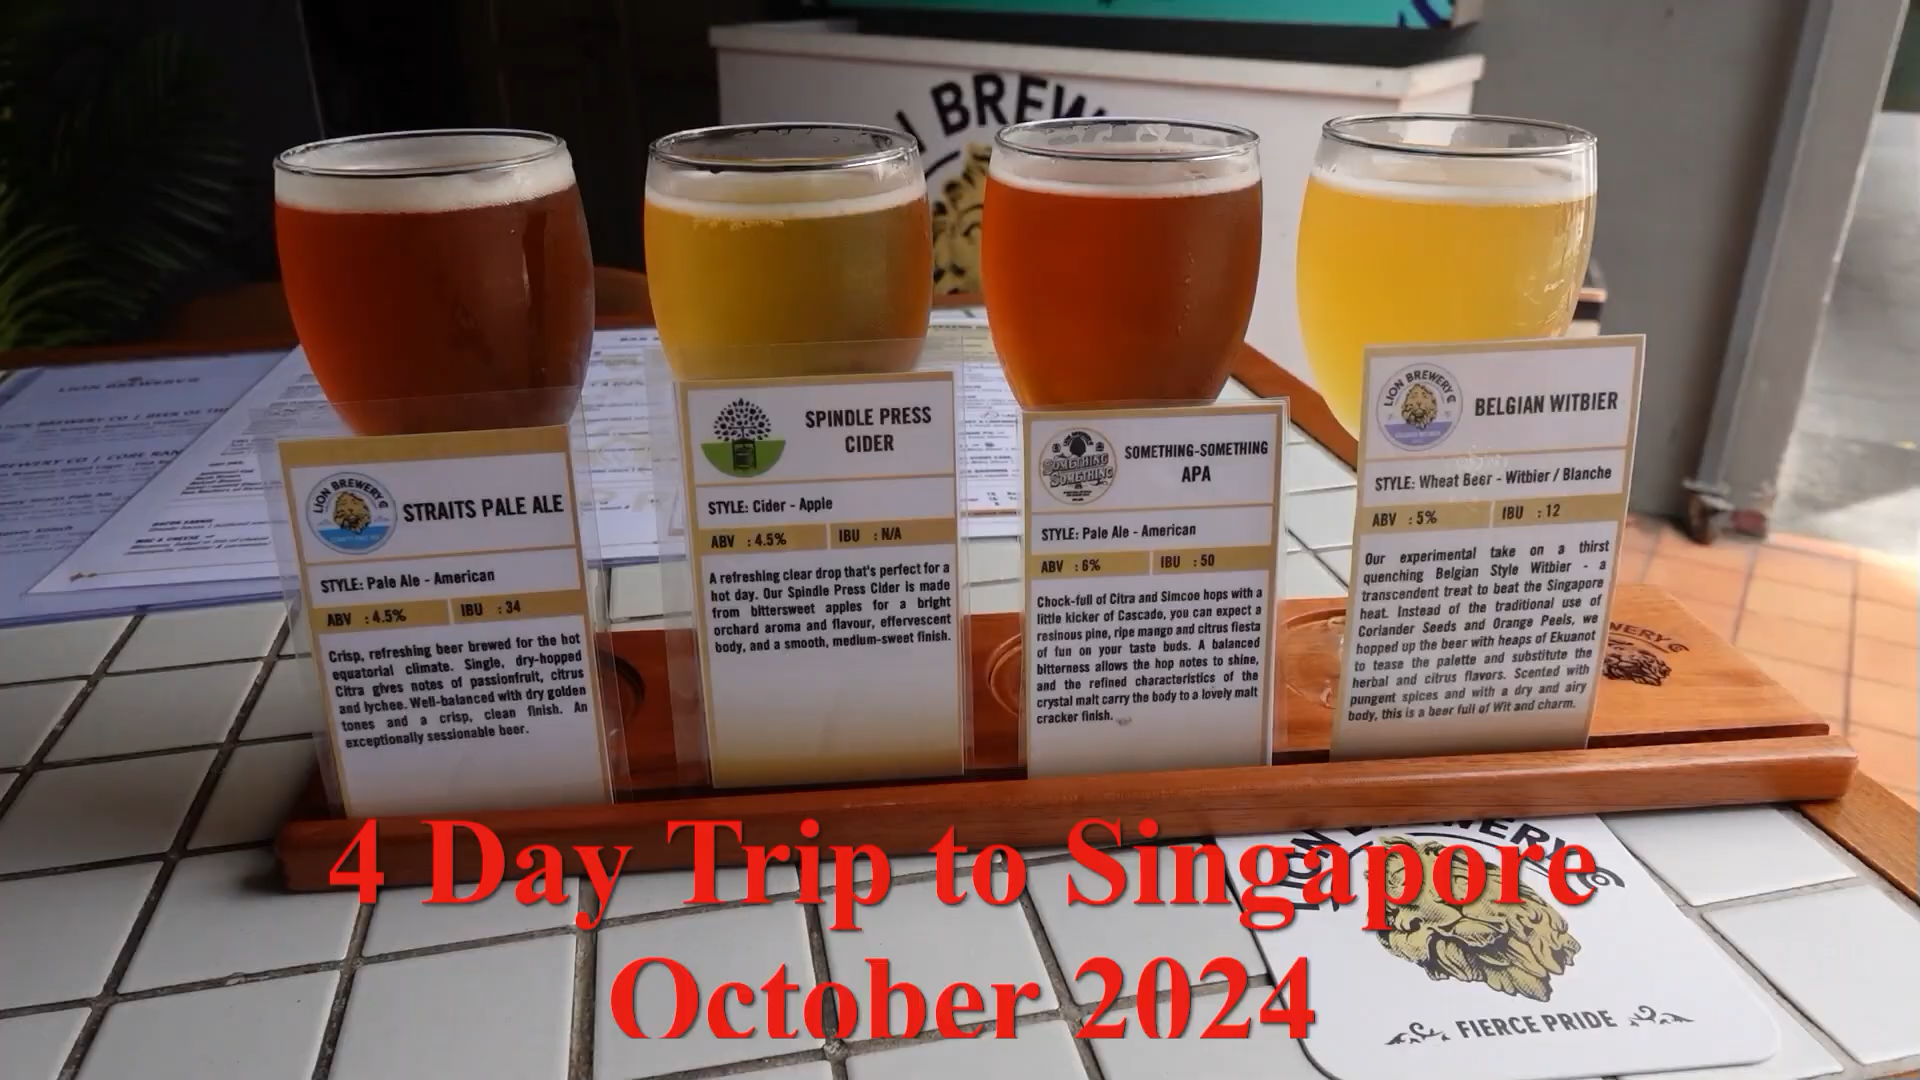 N BREW
LION BREWERY C
STRAITS PALE ALE
STYLE: Pale Ale - American
ABV : 4.5% IBU : 34
Crisp, refreshing beer brewed for the hot
equatorial climate. Single, dry-hopped
Citra gives notes of passionfruit, citrus
and lychee. Well-balanced with dry golden
tones and a crisp, clean finish. An
exceptionally sessionable beer.
SPINDLE PRESS
CIDER
STYLE: Cider - Apple
ABV : 4.5% IBU : N/A
A refreshing clear drop that's perfect for a
hot day. Our Spindle Press Cider is made
from bittersweet apples for a bright
orchard aroma and flavour, effervescent
body, and a smooth, medium-sweet finish.
SOMETHING
SOMETHING
SOMETHING-SOMETHING
APA
STYLE: Pale Ale - American
ABV : 6% IBU : 50
Chock-full of Citra and Simcoe hops with a
little kicker of Cascado, you can expect a
resinous pine, ripe mango and citrus fiesta
of fun on your taste buds. A balanced
bitterness allows the hop notes to shine,
and the refined characteristics of the
crystal malt carry the body to a lovely malt
cracker finish.
LION BREWERY C
BELGIAN WITBIER
STYLE: Wheat Beer - Witbier / Blanche
ABV : 5% IBU : 12
Our experimental take on a thirst
quenching Belgian Style Witbier - a
transcendent treat to beat the Singapore
heat. Instead of the traditional use of
Coriander Seeds and Orange Peels, we
hopped up the beer with heaps of Ekuanot
to tease the palette and substitute the
herbal and citrus flavors. Scented with
pungent spices and with a dry and airy
body, this is a beer full of Wit and charm.
LION BREWERY C
FIERCE PRIDE
4 Day Trip to Singapore
October 2024